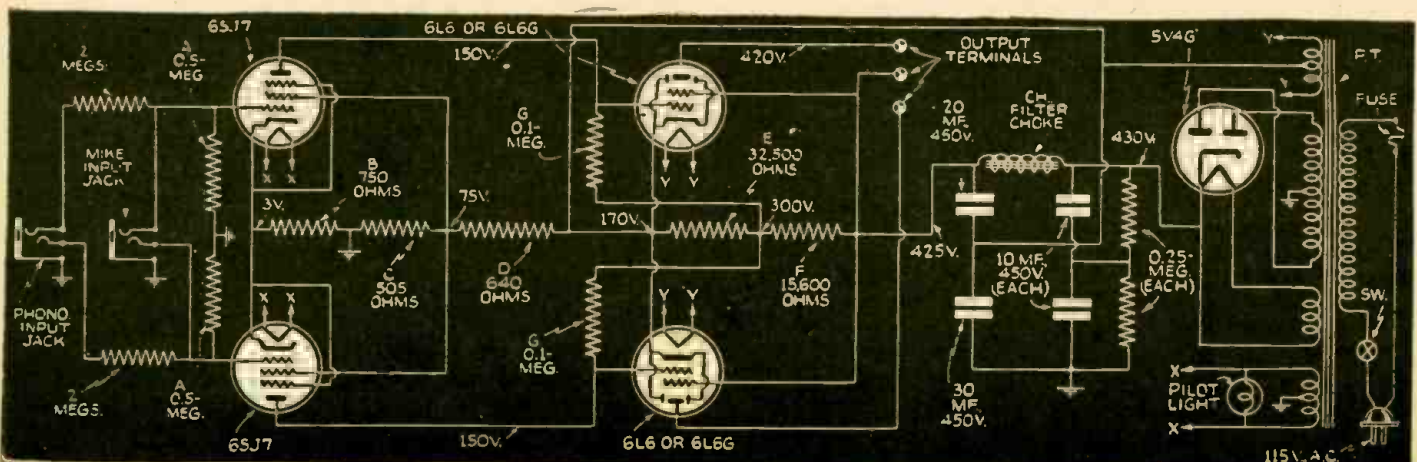 2
MEGS.
A
0.5-
MEG.
6SJ7
6L6 OR 6L6G
150V.
420V.
OUTPUT
TERMINALS
5V4G
Y
Y
P.T.
FUSE
MIKE
INPUT
JACK
G
0.1-
MEG.
20
MF.
450V.
CH.
FILTER
CHOKE
430V.
X X
B
750
OHMS
Y Y
E
32,500
OHMS
3V.
75V.
170V.
300V.
C
505
OHMS
D
640
OHMS
F
15,600
OHMS
425V.
10 MF.
450V.
(EACH)
0.25-
MEG.
(EACH)
PHONO
INPUT
JACK
X X
G
0.1-
MEG.
Y Y
SW.
2
MEGS.
A
0.5-
MEG.
6SJ7
150V.
6L6 OR 6L6G
30
MF.
450V.
X
PILOT
LIGHT
X
115 V. A.C.